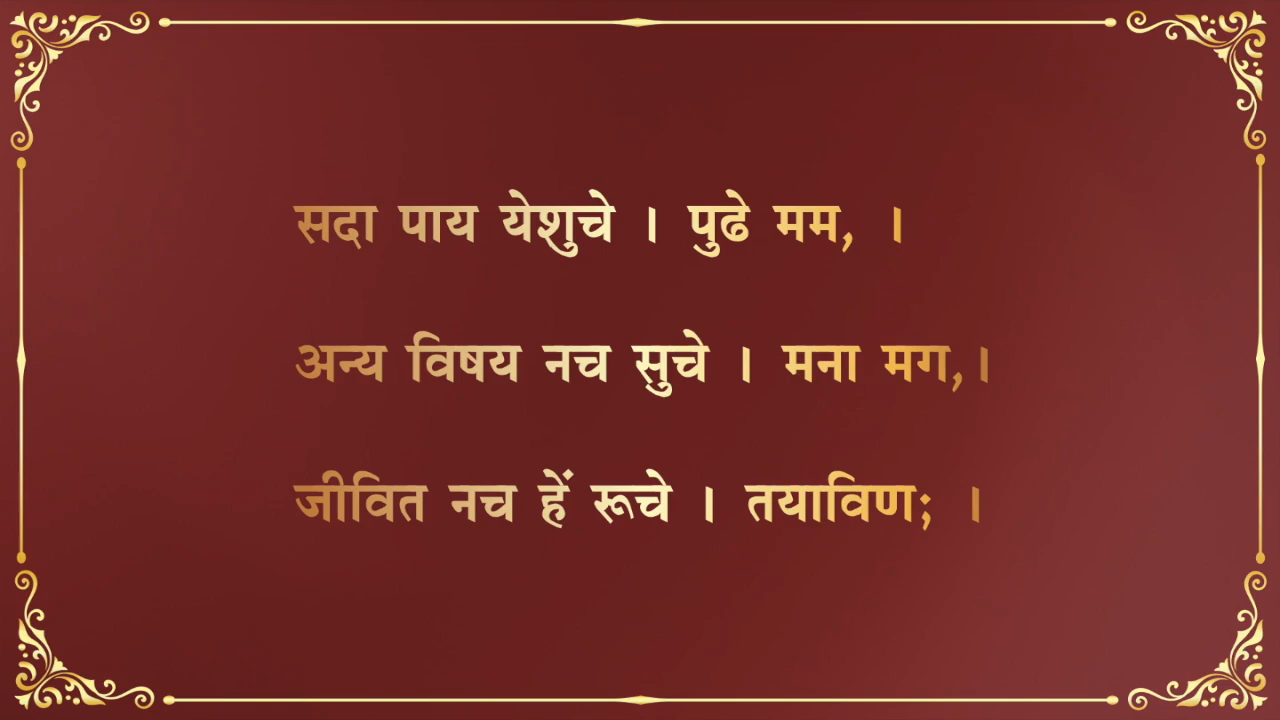 सदा पाय येशुचे । पुढे मम, ।
अन्य विषय नच सुचे । मना मग,।
जीवित नच हें रूचे । तयाविण; ।